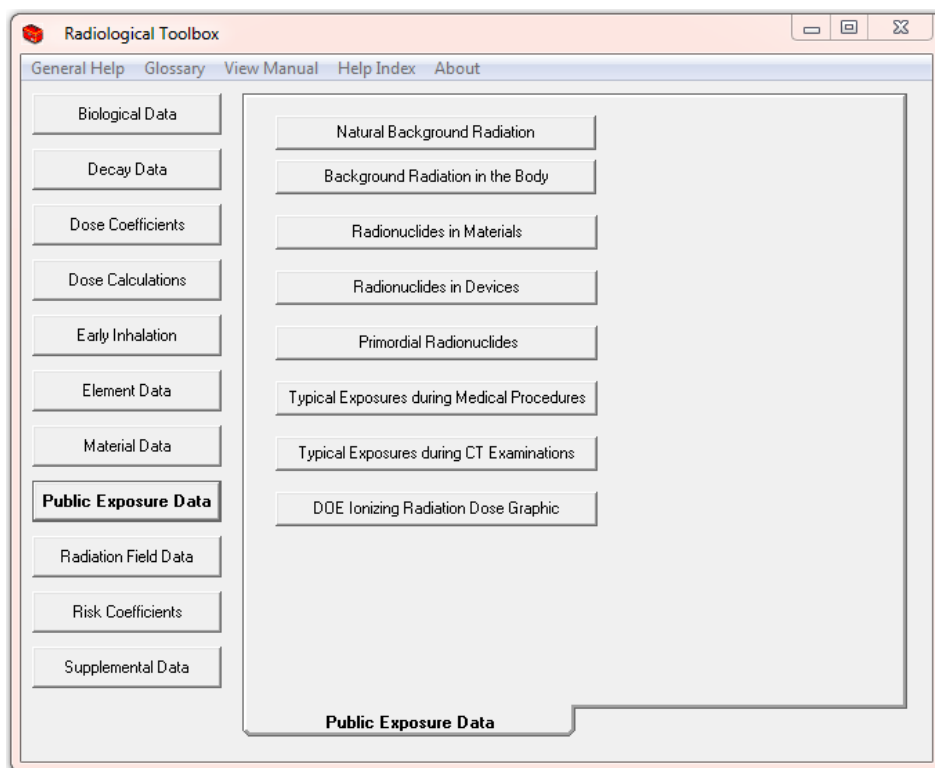 Radiological Toolbox
General Help Glossary View Manual Help Index About
Biological Data
Decay Data
Dose Coefficients
Dose Calculations
Early Inhalation
Element Data
Material Data
Public Exposure Data
Radiation Field Data
Risk Coefficients
Supplemental Data
Natural Background Radiation
Background Radiation in the Body
Radionuclides in Materials
Radionuclides in Devices
Primordial Radionuclides
Typical Exposures during Medical Procedures
Typical Exposures during CT Examinations
DOE Ionizing Radiation Dose Graphic
Public Exposure Data